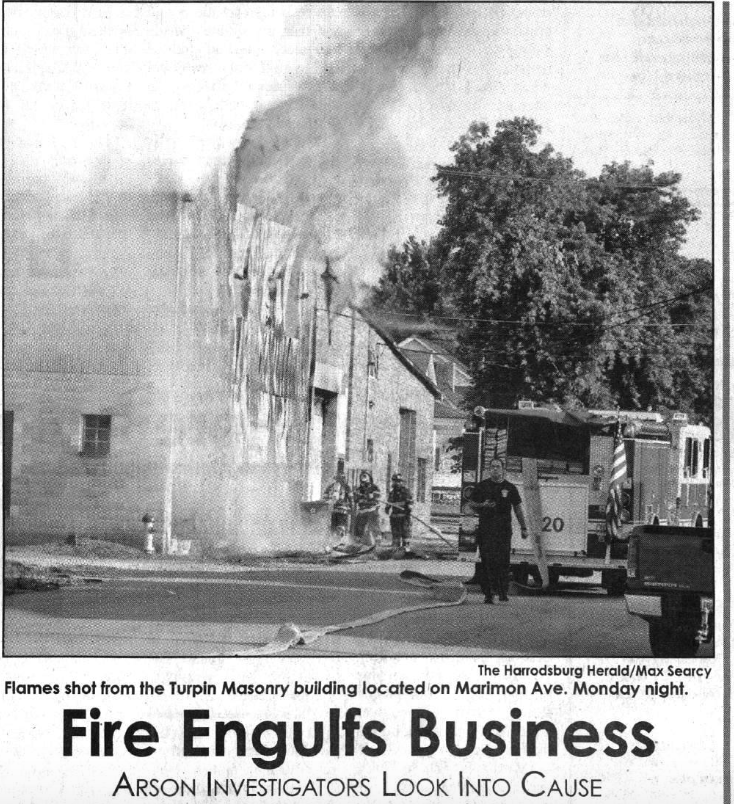 20
The Harrodsburg Herald/Max Searcy
Flames shot from the Turpin Masonry building located on Marimon Ave. Monday night.
Fire Engulfs Business
ARSON INVESTIGATORS LOOK INTO CAUSE